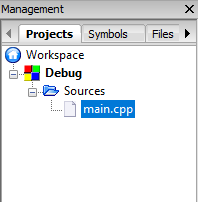 Management
Projects Symbols Files
Workspace
Debug
Sources
main.cpp